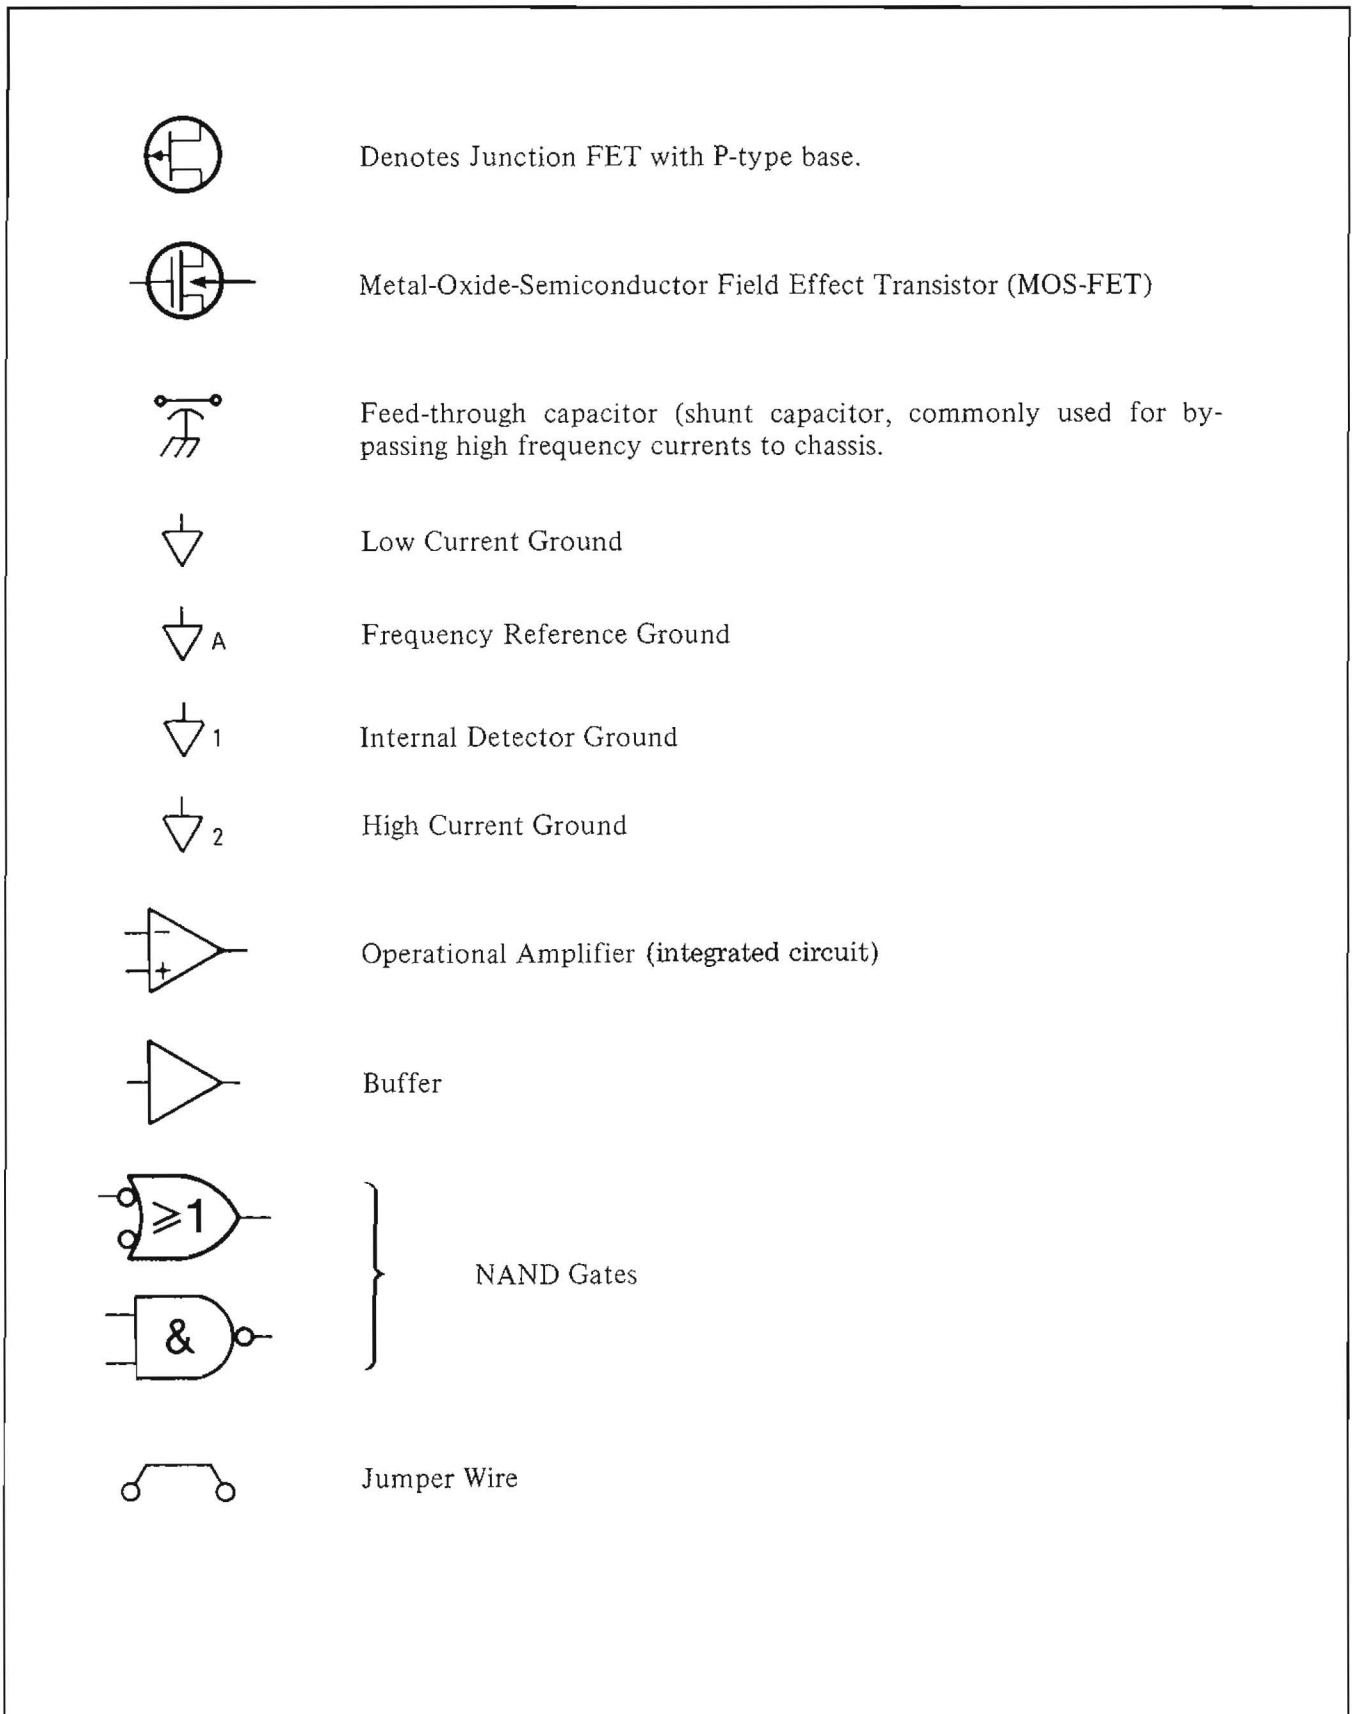 Denotes Junction FET with P-type base.
Metal-Oxide-Semiconductor Field Effect Transistor (MOS-FET)
Feed-through capacitor (shunt capacitor, commonly used for by-
passing high frequency currents to chassis.
Low Current Ground
A Frequency Reference Ground
1 Internal Detector Ground
2 High Current Ground
−
+
Operational Amplifier (integrated circuit)
Buffer
⩾1
NAND Gates
&
Jumper Wire